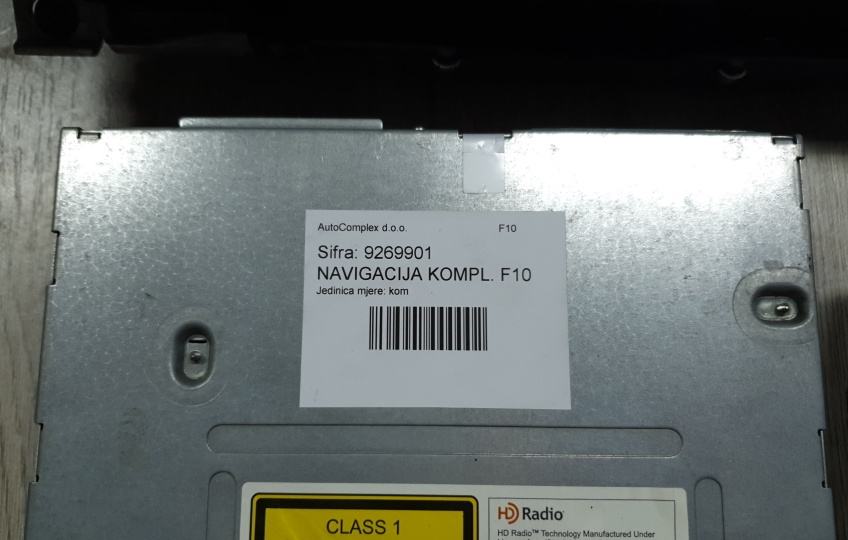 AutoComplex d.o.o. F10
Sifra: 9269901
NAVIGACIJA KOMPL. F10
Jedinica mjere: kom
CLASS 1
HD Radio
HD Radio™ Technology Manufactured Under